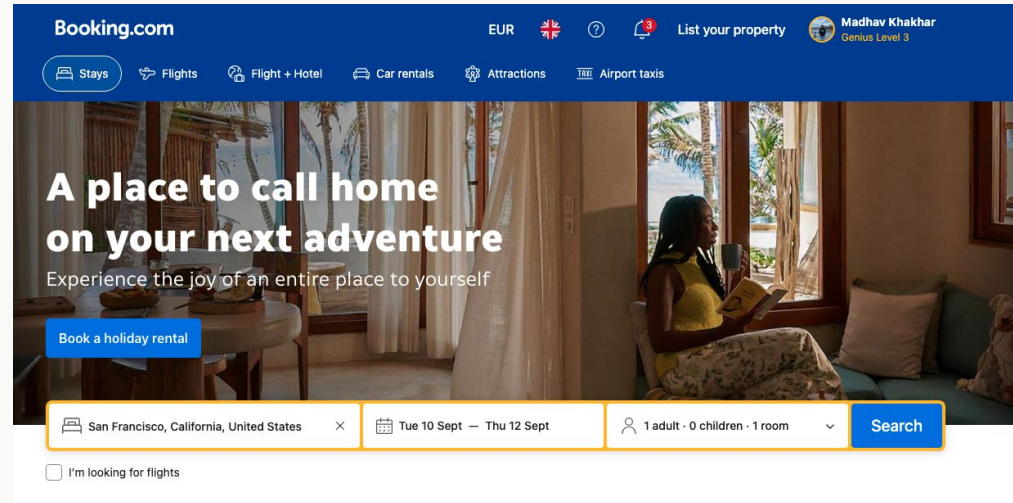 Booking.com
EUR
3
List your property
Madhav Khakhar
Genius Level 3
Stays
Flights
Flight + Hotel
Car rentals
Attractions
TAXI
Airport taxis
A place to call home
on your next adventure
Experience the joy of an entire place to yourself
Book a holiday rental
San Francisco, California, United States
Tue 10 Sept — Thu 12 Sept
1 adult · 0 children · 1 room
Search
I'm looking for flights